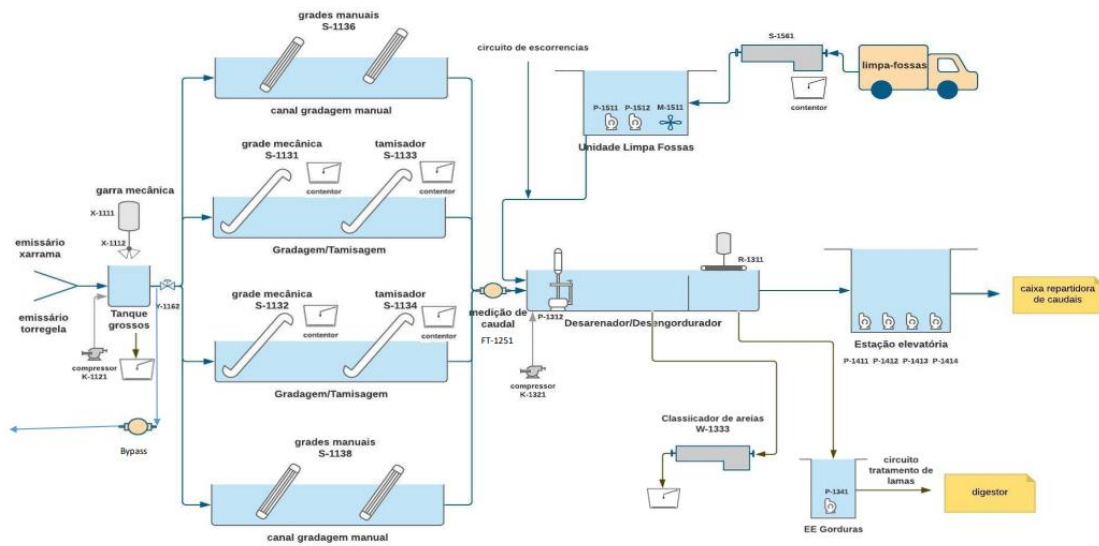 grades manuais
S-1136
canal gradagem manual
circuito de escorrencias
S-1561
limpa-fossas
contentor
P-1511
P-1512
M-1511
Unidade Limpa Fossas
grade mecânica
S-1131
contentor
tamisador
S-1133
contentor
Gradagem/Tamisagem
garra mecânica
X-1111
X-1112
emissário
xarrama
emissário
torregela
Tanque
grossos
Y-1162
compressor
K-1121
Bypass
grade mecânica
S-1132
contentor
tamisador
S-1134
contentor
Gradagem/Tamisagem
medição de
caudal
FT-1251
R-1311
P-1312
Desarenador/Desengordurador
compressor
K-1321
Estação elevatória
P-1411
P-1412
P-1413
P-1414
caixa repartidora
de caudais
grades manuais
S-1138
canal gradagem manual
Classiicador de areias
W-1333
P-1341
EE Gorduras
circuito
tratamento de
lamas
digestor